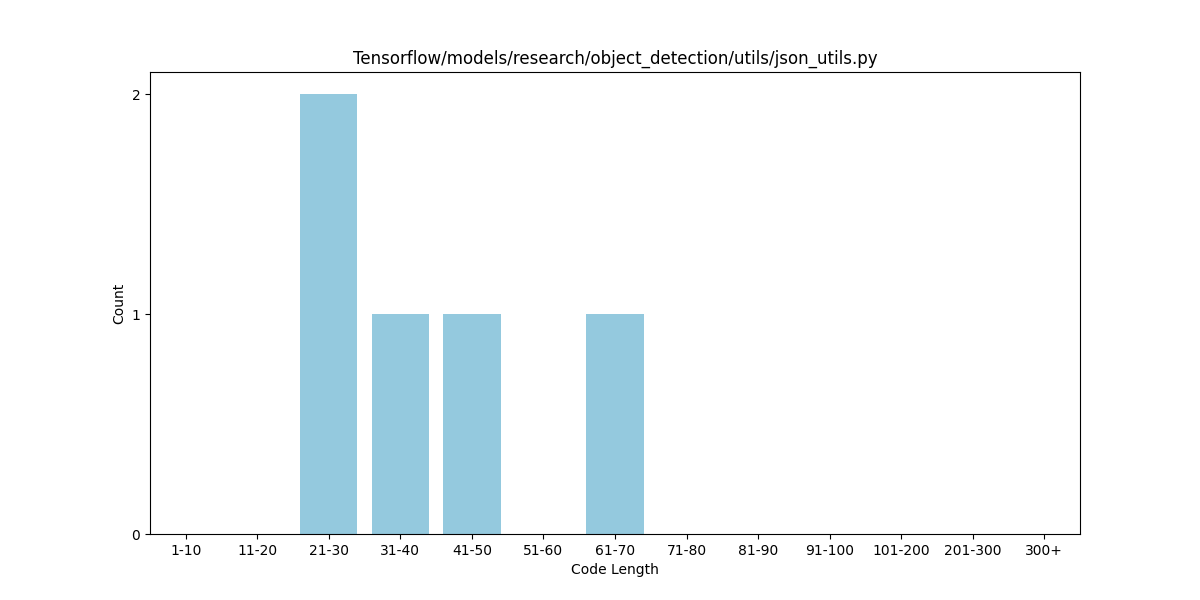 Tensorflow/models/research/object_detection/utils/json_utils.py
2
1
0
Count
1-10 11-20 21-30 31-40 41-50 51-60 61-70 71-80 81-90 91-100 101-200 201-300 300+
Code Length